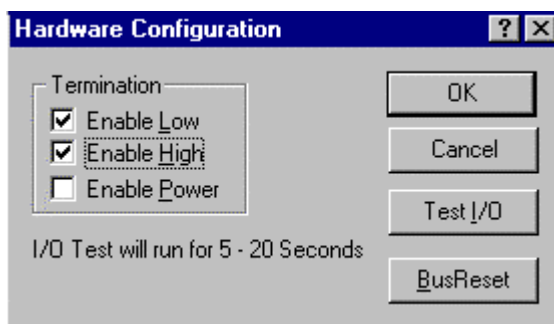 Hardware Configuration
Termination
Enable Low
Enable High
Enable Power
I/O Test will run for 5 - 20 Seconds
OK
Cancel
Test I/O
BusReset